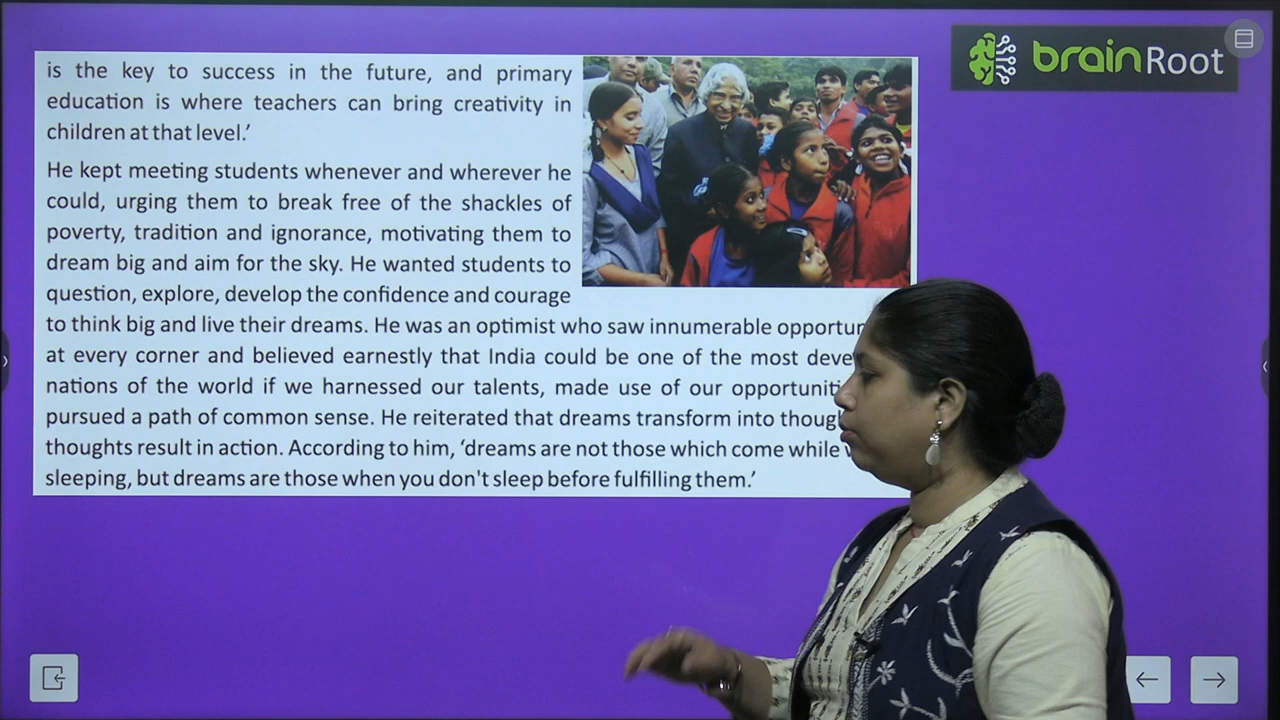 is the key to success in the future, and primary
education is where teachers can bring creativity in
children at that level.’
He kept meeting students whenever and wherever he
could, urging them to break free of the shackles of
poverty, tradition and ignorance, motivating them to
dream big and aim for the sky. He wanted students to
question, explore, develop the confidence and courage
to think big and live their dreams. He was an optimist who saw innumerable
at every corner and believed earnestly that India could be one of the most
nations of the world if we harnessed our talents, made use of our
pursued a path of common sense. He reiterated that dreams transform into
thoughts result in action. According to him, ‘dreams are not those which come while
sleeping, but dreams are those when you don't sleep before fulfilling them.’
brainRoot